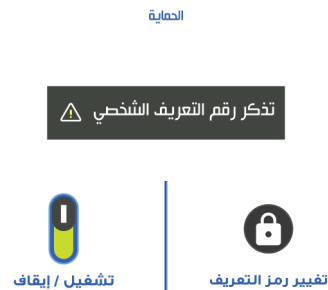 الحماية
تذكر رقم التعريف الشخصي
تغيير رمز التعريف
تشغيل / إيقاف